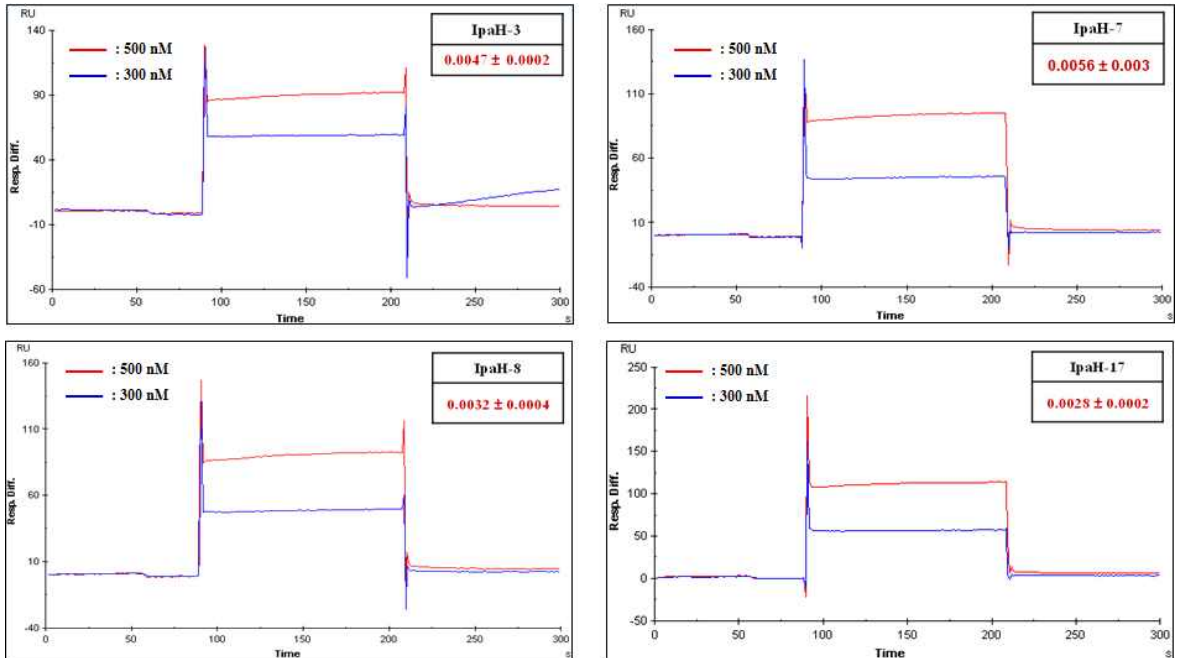 RU
140
90
40
-10
-60
Resp. Diff.
: 500 nM
: 300 nM
IpaH-3
0.0047 ± 0.0002
0 50 100 150 200 250 300
Time s
RU
160
110
60
10
-40
Resp. Diff.
: 500 nM
: 300 nM
IpaH-7
0.0056 ± 0.003
0 50 100 150 200 250 300
Time s
RU
160
110
60
10
-40
Resp. Diff.
: 500 nM
: 300 nM
IpaH-8
0.0032 ± 0.0004
0 50 100 150 200 250 300
Time s
RU
250
200
150
100
50
0
-50
Resp. Diff.
: 500 nM
: 300 nM
IpaH-17
0.0028 ± 0.0002
0 50 100 150 200 250 300
Time s